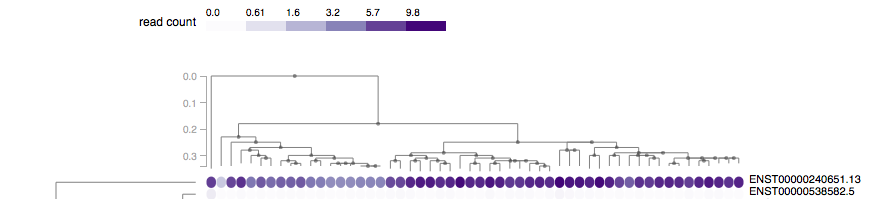 0.0 0.61 1.6 3.2 5.7 9.8
read count
0.0
0.1
0.2
0.3
ENST00000240651.13
ENST00000538582.5